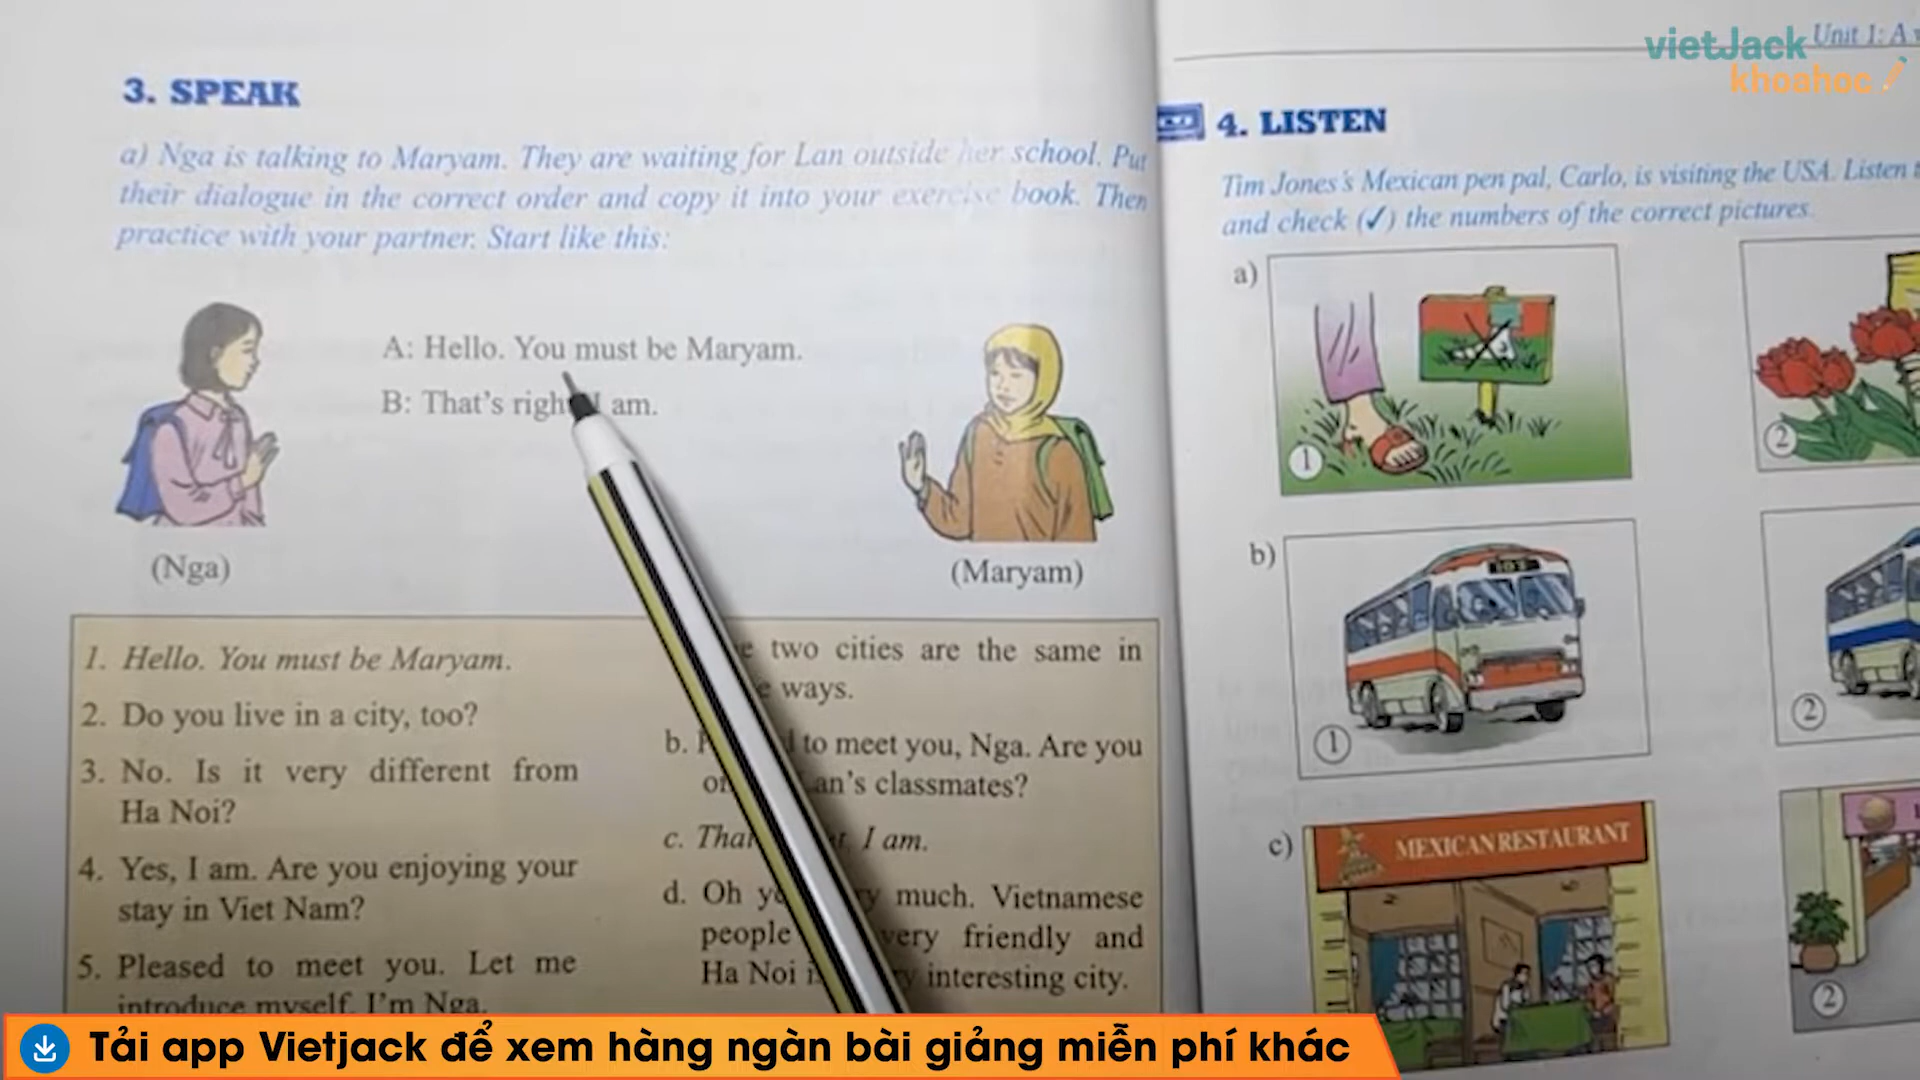 vietJack
khoahoc
Unit 1: A
3. SPEAK
a) Nga is talking to Maryam. They are waiting for Lan outside her school. Put
their dialogue in the correct order and copy it into your exercise book. Then
practice with your partner. Start like this:
A: Hello. You must be Maryam.
B: That's right I am.
(Nga)
(Maryam)
1. Hello. You must be Maryam.
2. Do you live in a city, too?
3. No. Is it very different from
Ha Noi?
4. Yes, I am. Are you enjoying your
stay in Viet Nam?
5. Pleased to meet you. Let me
introduce myself. I'm Nga.
two cities are the same in
ways.
b. to meet you, Nga. Are you
Lan's classmates?
c. I am.
d. Oh much. Vietnamese
people very friendly and
Ha Noi interesting city.
4. LISTEN
Tim Jones's Mexican pen pal, Carlo, is visiting the USA. Listen
and check (✓) the numbers of the correct pictures.
a)
1
2
b)
107
1
2
c)
MEXICAN RESTAURANT
2
Tải app Vietjack để xem hàng ngàn bài giảng miễn phí khác